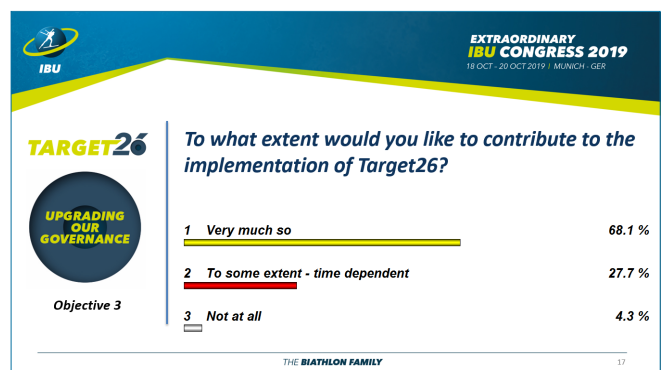 IBU
EXTRAORDINARY
IBU CONGRESS 2019
18 OCT - 20 OCT 2019 | MUNICH - GER
TARGET26
UPGRADING
OUR
GOVERNANCE
Objective 3
To what extent would you like to contribute to the
implementation of Target26?
1 Very much so 68.1 %
2 To some extent - time dependent 27.7 %
3 Not at all 4.3 %
THE BIATHLON FAMILY
17